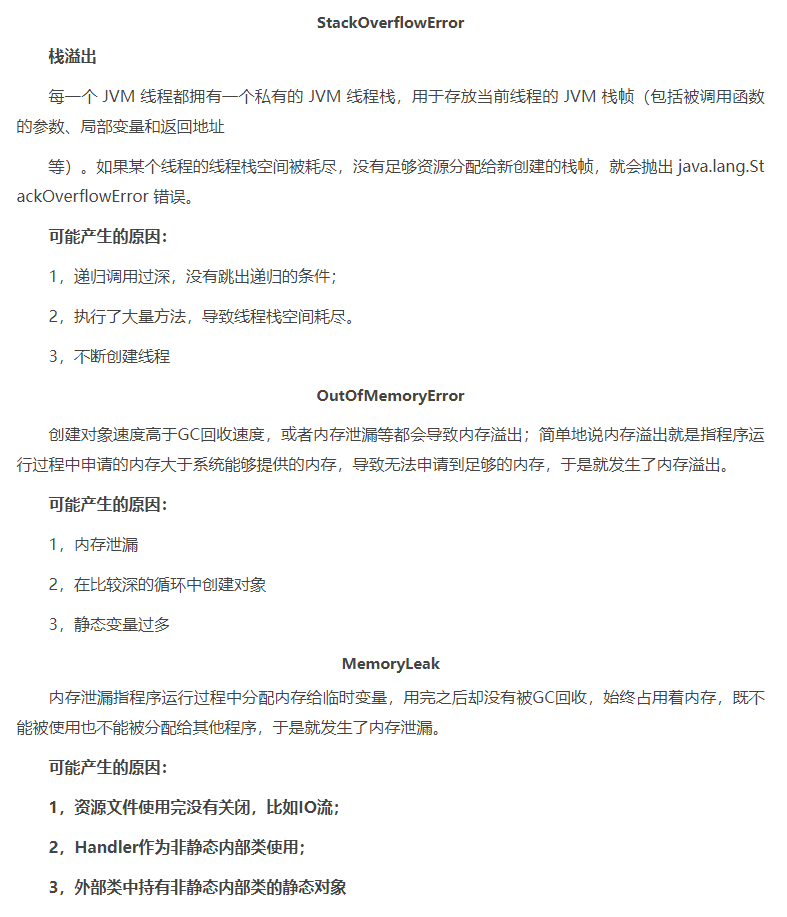 StackOverflowError
栈溢出
每一个 JVM 线程都拥有一个私有的 JVM 线程栈，用于存放当前线程的 JVM 栈帧（包括被调用函数
的参数、局部变量和返回地址
等）。如果某个线程的线程栈空间被耗尽，没有足够资源分配给新创建的栈帧，就会抛出 java.lang.St
ackOverflowError 错误。
可能产生的原因：
1，递归调用过深，没有跳出递归的条件；
2，执行了大量方法，导致线程栈空间耗尽。
3，不断创建线程
OutOfMemoryError
创建对象速度高于GC回收速度，或者内存泄漏等都会导致内存溢出；简单地说内存溢出就是指程序运
行过程中申请的内存大于系统能够提供的内存，导致无法申请到足够的内存，于是就发生了内存溢出。
可能产生的原因：
1，内存泄漏
2，在比较深的循环中创建对象
3，静态变量过多
MemoryLeak
内存泄漏指程序运行过程中分配内存给临时变量，用完之后却没有被GC回收，始终占用着内存，既不
能被使用也不能被分配给其他程序，于是就发生了内存泄漏。
可能产生的原因：
1，资源文件使用完没有关闭，比如IO流；
2，Handler作为非静态内部类使用；
3，外部类中持有非静态内部类的静态对象